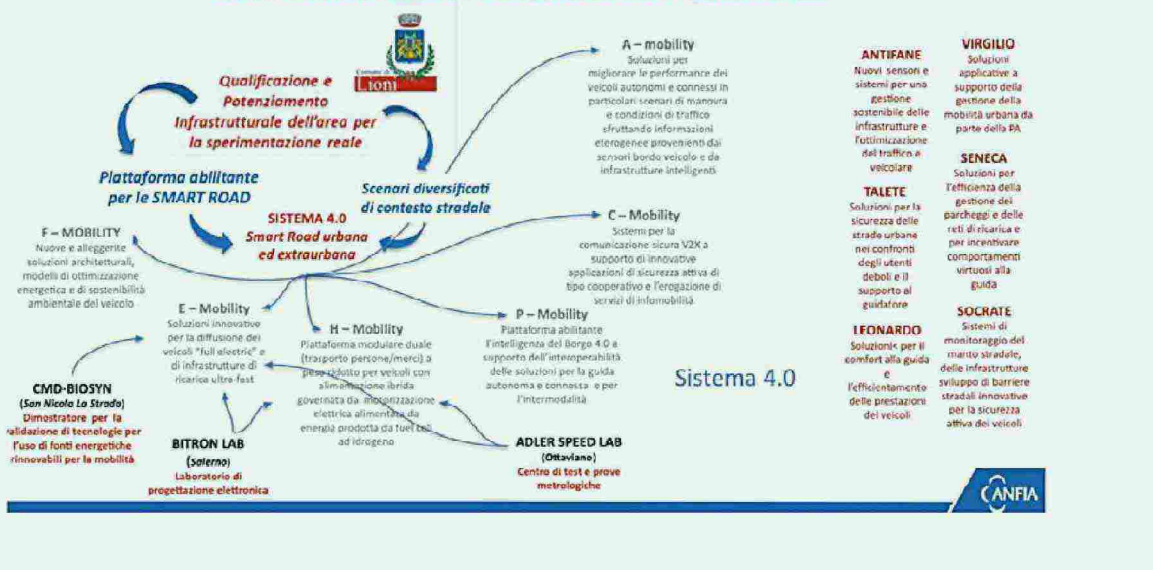 Comune di
Lioni
Qualificazione e
Potenziamento
Infrastrutturale dell'area per
la sperimentazione reale
Piattaforma abilitante
per le SMART ROAD
Scenari diversificati
di contesto stradale
SISTEMA 4.0
Smart Road urbana
ed extraurbana
A – mobility
Soluzioni per
migliorare le performance dei
veicoli autonomi e connessi in
particolari scenari di manovra
e condizioni di traffico
sfruttando informazioni
eterogenee provenienti dai
sensori bordo veicolo e da
infrastrutture intelligenti
C – Mobility
Sistemi per la
comunicazione sicura V2X a
supporto di innovative
applicazioni di sicurezza attiva di
tipo cooperativo e l'erogazione di
servizi di infomobilità
F – MOBILITY
Nuove e alleggerite
soluzioni architetturali,
modelli di ottimizzazione
energetica e di sostenibilità
ambientale del veicolo
E – Mobility
Soluzioni innovative
per la diffusione dei
veicoli "full electric" e
di infrastrutture di
ricarica ultra-fast
H – Mobility
Piattaforma modulare duale
(trasporto persone/merci) a
peso ridotto per veicoli con
alimentazione ibrida
governata da motorizzazione
elettrica alimentata da
energia prodotta da fuel cell
ad idrogeno
P – Mobility
Piattaforma abilitante
l'intelligenza del Borgo 4.0 a
supporto dell'interoperabilità
delle soluzioni per la guida
autonoma e connessa e per
l'intermodalità
CMD-BIOSYN
(San Nicola La Strada)
Dimostratore per la
validazione di tecnologie per
l'uso di fonti energetiche
rinnovabili per la mobilità
BITRON LAB
(Salerno)
Laboratorio di
progettazione elettronica
ADLER SPEED LAB
(Ottaviano)
Centro di test e prove
metrologiche
Sistema 4.0
ANTIFANE
Nuovi sensori e
sistemi per una
gestione
sostenibile delle
infrastrutture e
l'ottimizzazione
del traffico
veicolare
TALETE
Soluzioni per la
sicurezza delle
strade urbane
nei confronti
degli utenti
deboli e il
supporto al
guidatore
LEONARDO
Soluzioni< per il
comfort alla guida
e
l'efficientamento
delle prestazioni
dei veicoli
VIRGILIO
Soluzioni
applicative a
supporto della
gestione della
mobilità urbana da
parte della PA
SENECA
Soluzioni per
l'efficienza della
gestione dei
parcheggi e delle
reti di ricarica e
per incentivare
comportamenti
virtuosi alla
guida
SOCRATE
Sistemi di
monitoraggio del
manto stradale,
delle infrastrutture
sviluppo di barriere
stradali innovative
per la sicurezza
attiva dei veicoli
ANFIA